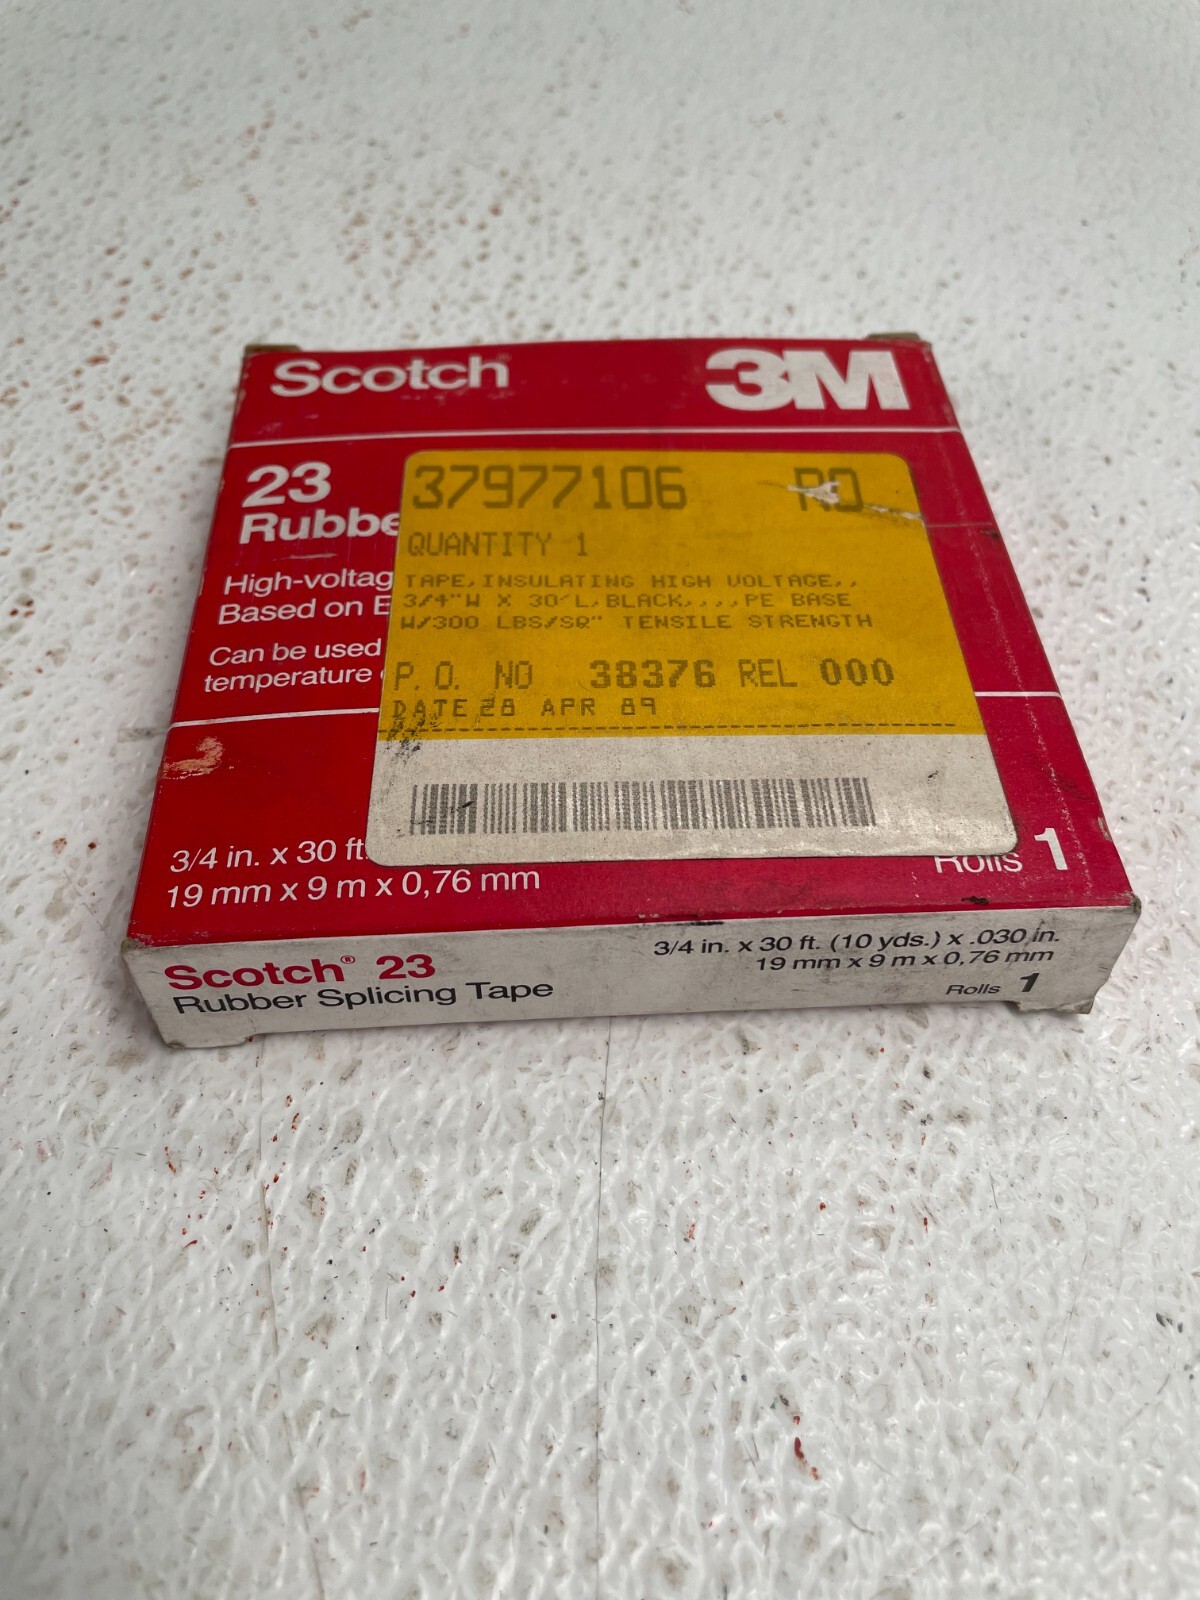 Scotch® 3M
23
Rubbe
High-voltag
Based on E
Can be used
temperature
37977106 RO
QUANTITY 1
TAPE, INSULATING HIGH VOLTAGE,,
3/4"W X 30'L, BLACK,,,, PE BASE
W/300 LBS/SQ" TENSILE STRENGTH
P. O. NO 38376 REL 000
DATE 28 APR 89
3/4 in. x 30 ft.
19 mm x 9 m x 0,76 mm
Rolls 1
Scotch® 23
Rubber Splicing Tape
3/4 in. x 30 ft. (10 yds.) x .030 in.
19 mm x 9 m x 0,76 mm
Rolls 1